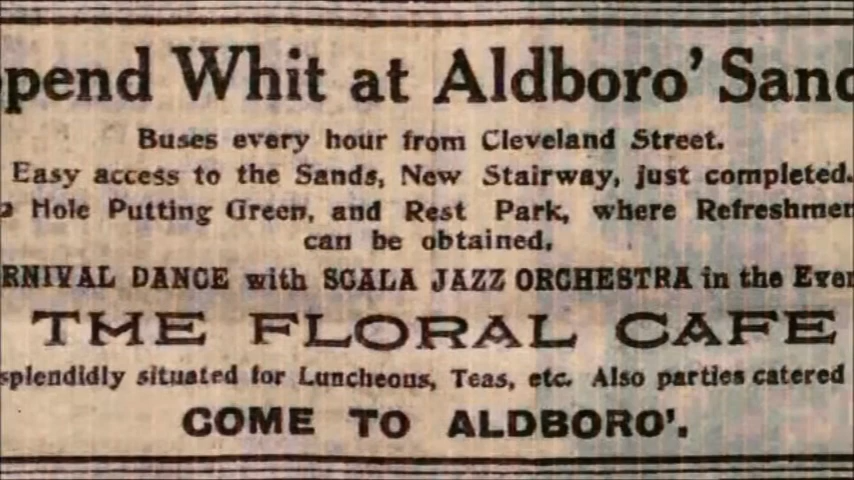 pend Whit at Aldboro' Sand
Buses every hour from Cleveland Street.
Easy access to the Sands, New Stairway, just completed.
Hole Putting Green, and Rest Park, where Refreshmen
can be obtained,
RNIVAL DANCE with SCALA JAZZ ORCHESTRA in the Even
THE FLORAL CAFE
splendidly situated for Luncheons, Teas, etc. Also parties catered
COME TO ALDBORO'.